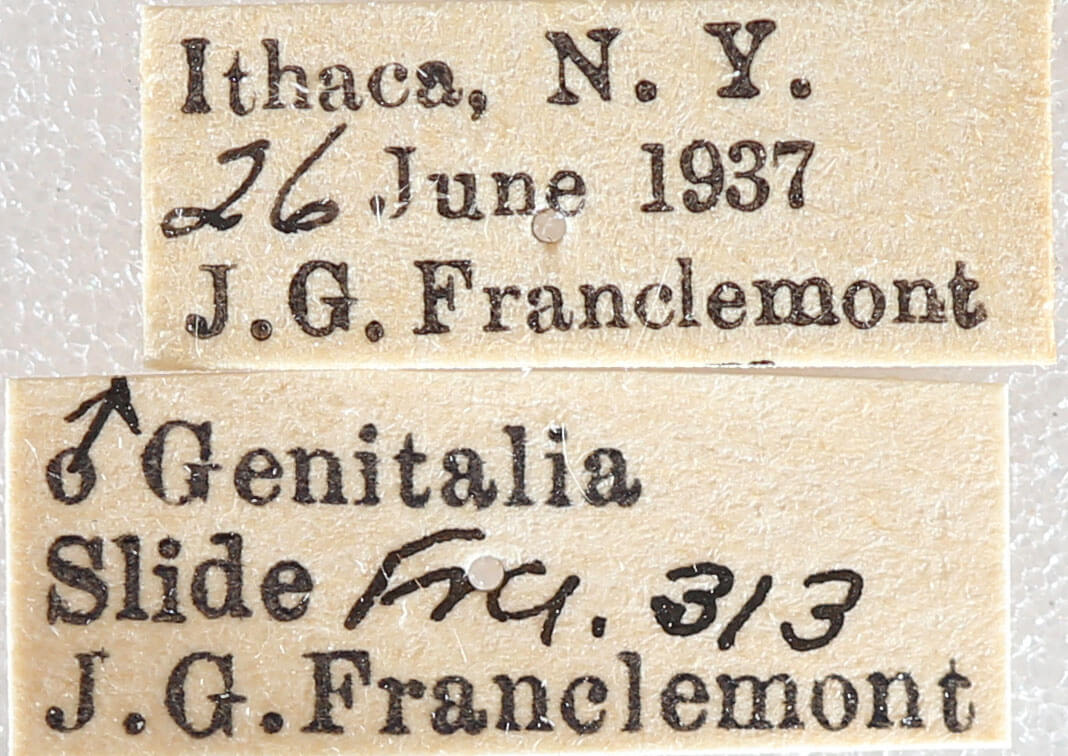 Ithaca, N. Y.
26 June 1937
J. G. Franclemont
♂ Genitalia
Slide Fra. 313
J. G. Franclemont